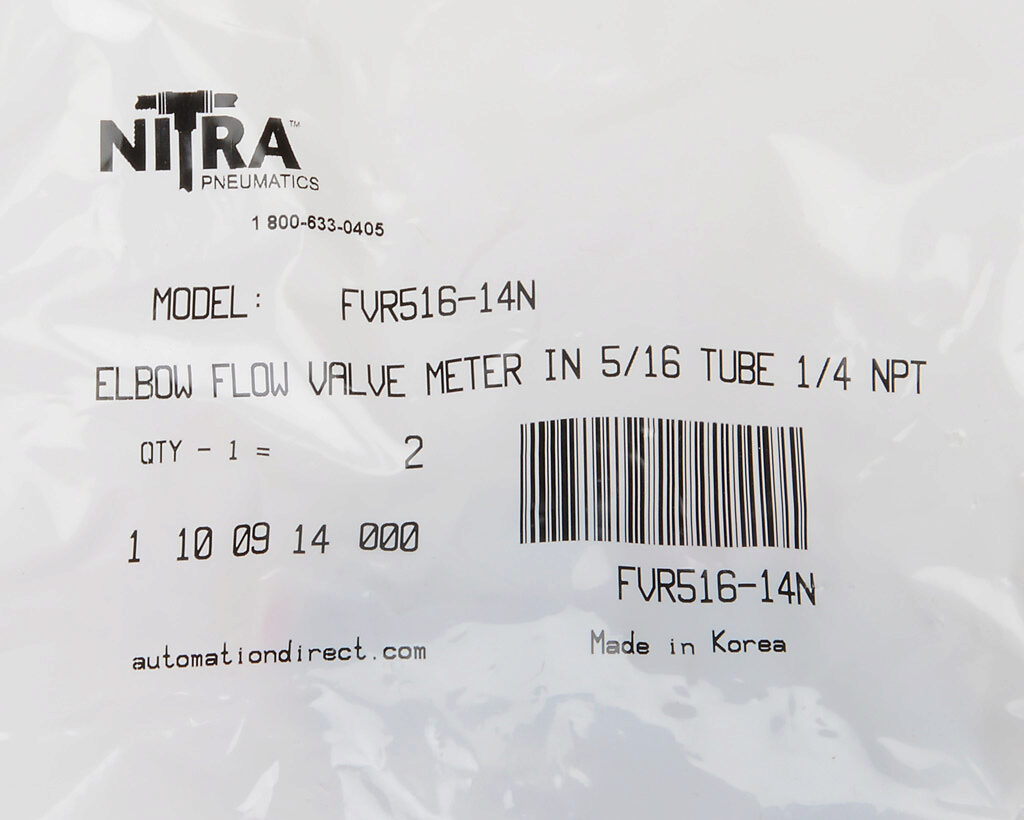 NITRA™
PNEUMATICS
1 800-633-0405
MODEL: FVR516-14N
ELBOW FLOW VALVE METER IN 5/16 TUBE 1/4 NPT
QTY - 1 = 2
1 10 09 14 000
FVR516-14N
automationdirect.com
Made in Korea